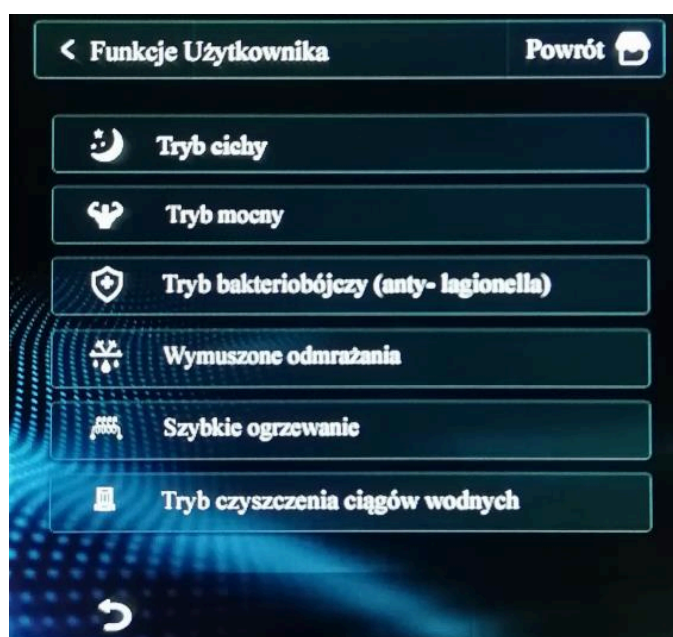 < Funkcje Użytkownika Powrót
Tryb cichy
Tryb mocny
Tryb bakteriobójczy (anty- lagionella)
Wymuszone odmrażania
Szybkie ogrzewanie
Tryb czyszczenia ciągów wodnych